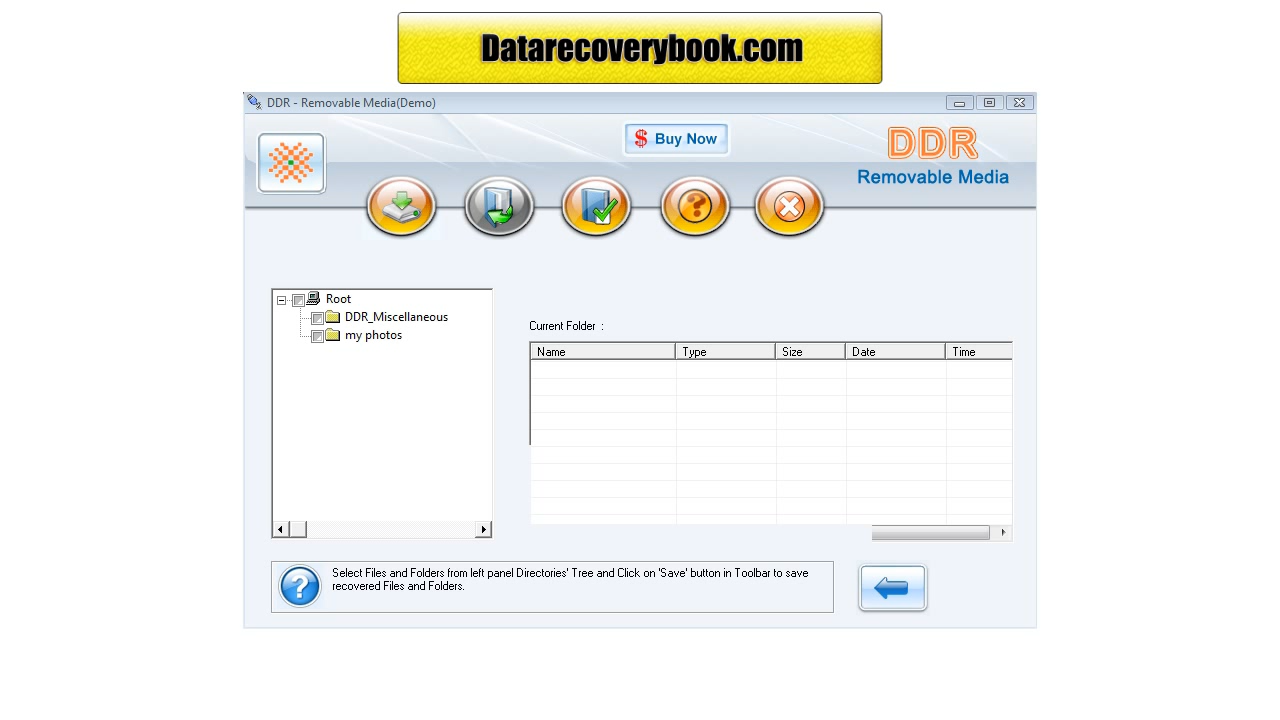 Datarecoverybook.com
DDR - Removable Media(Demo)
$ Buy Now
DDR
Removable Media
Root
DDR_Miscellaneous
my photos
Current Folder :
Name Type Size Date Time
Select Files and Folders from left panel Directories' Tree and Click on 'Save' button in Toolbar to save
recovered Files and Folders.